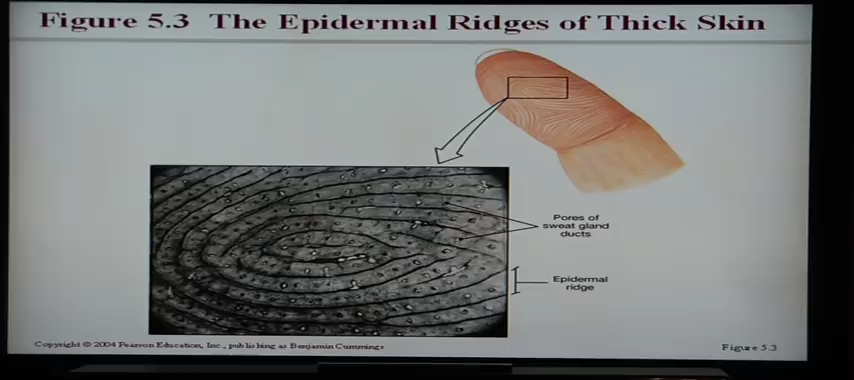 Figure 5.3 The Epidermal Ridges of Thick Skin
Pores of
sweat gland
ducts
Epidermal
ridge
Copyright © 2004 Pearson Education, Inc., publishing as Benjamin Cummings
Figure 5.3